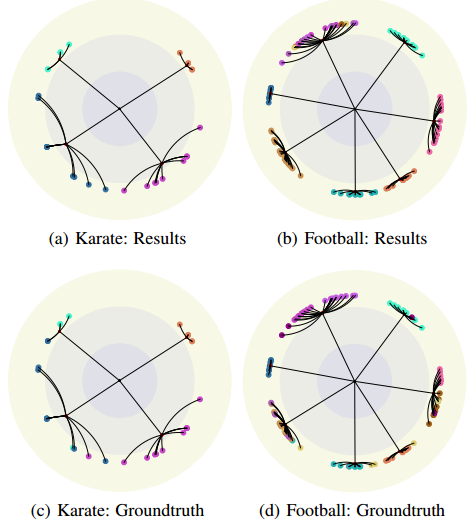 (a) Karate: Results
(b) Football: Results
(c) Karate: Groundtruth
(d) Football: Groundtruth